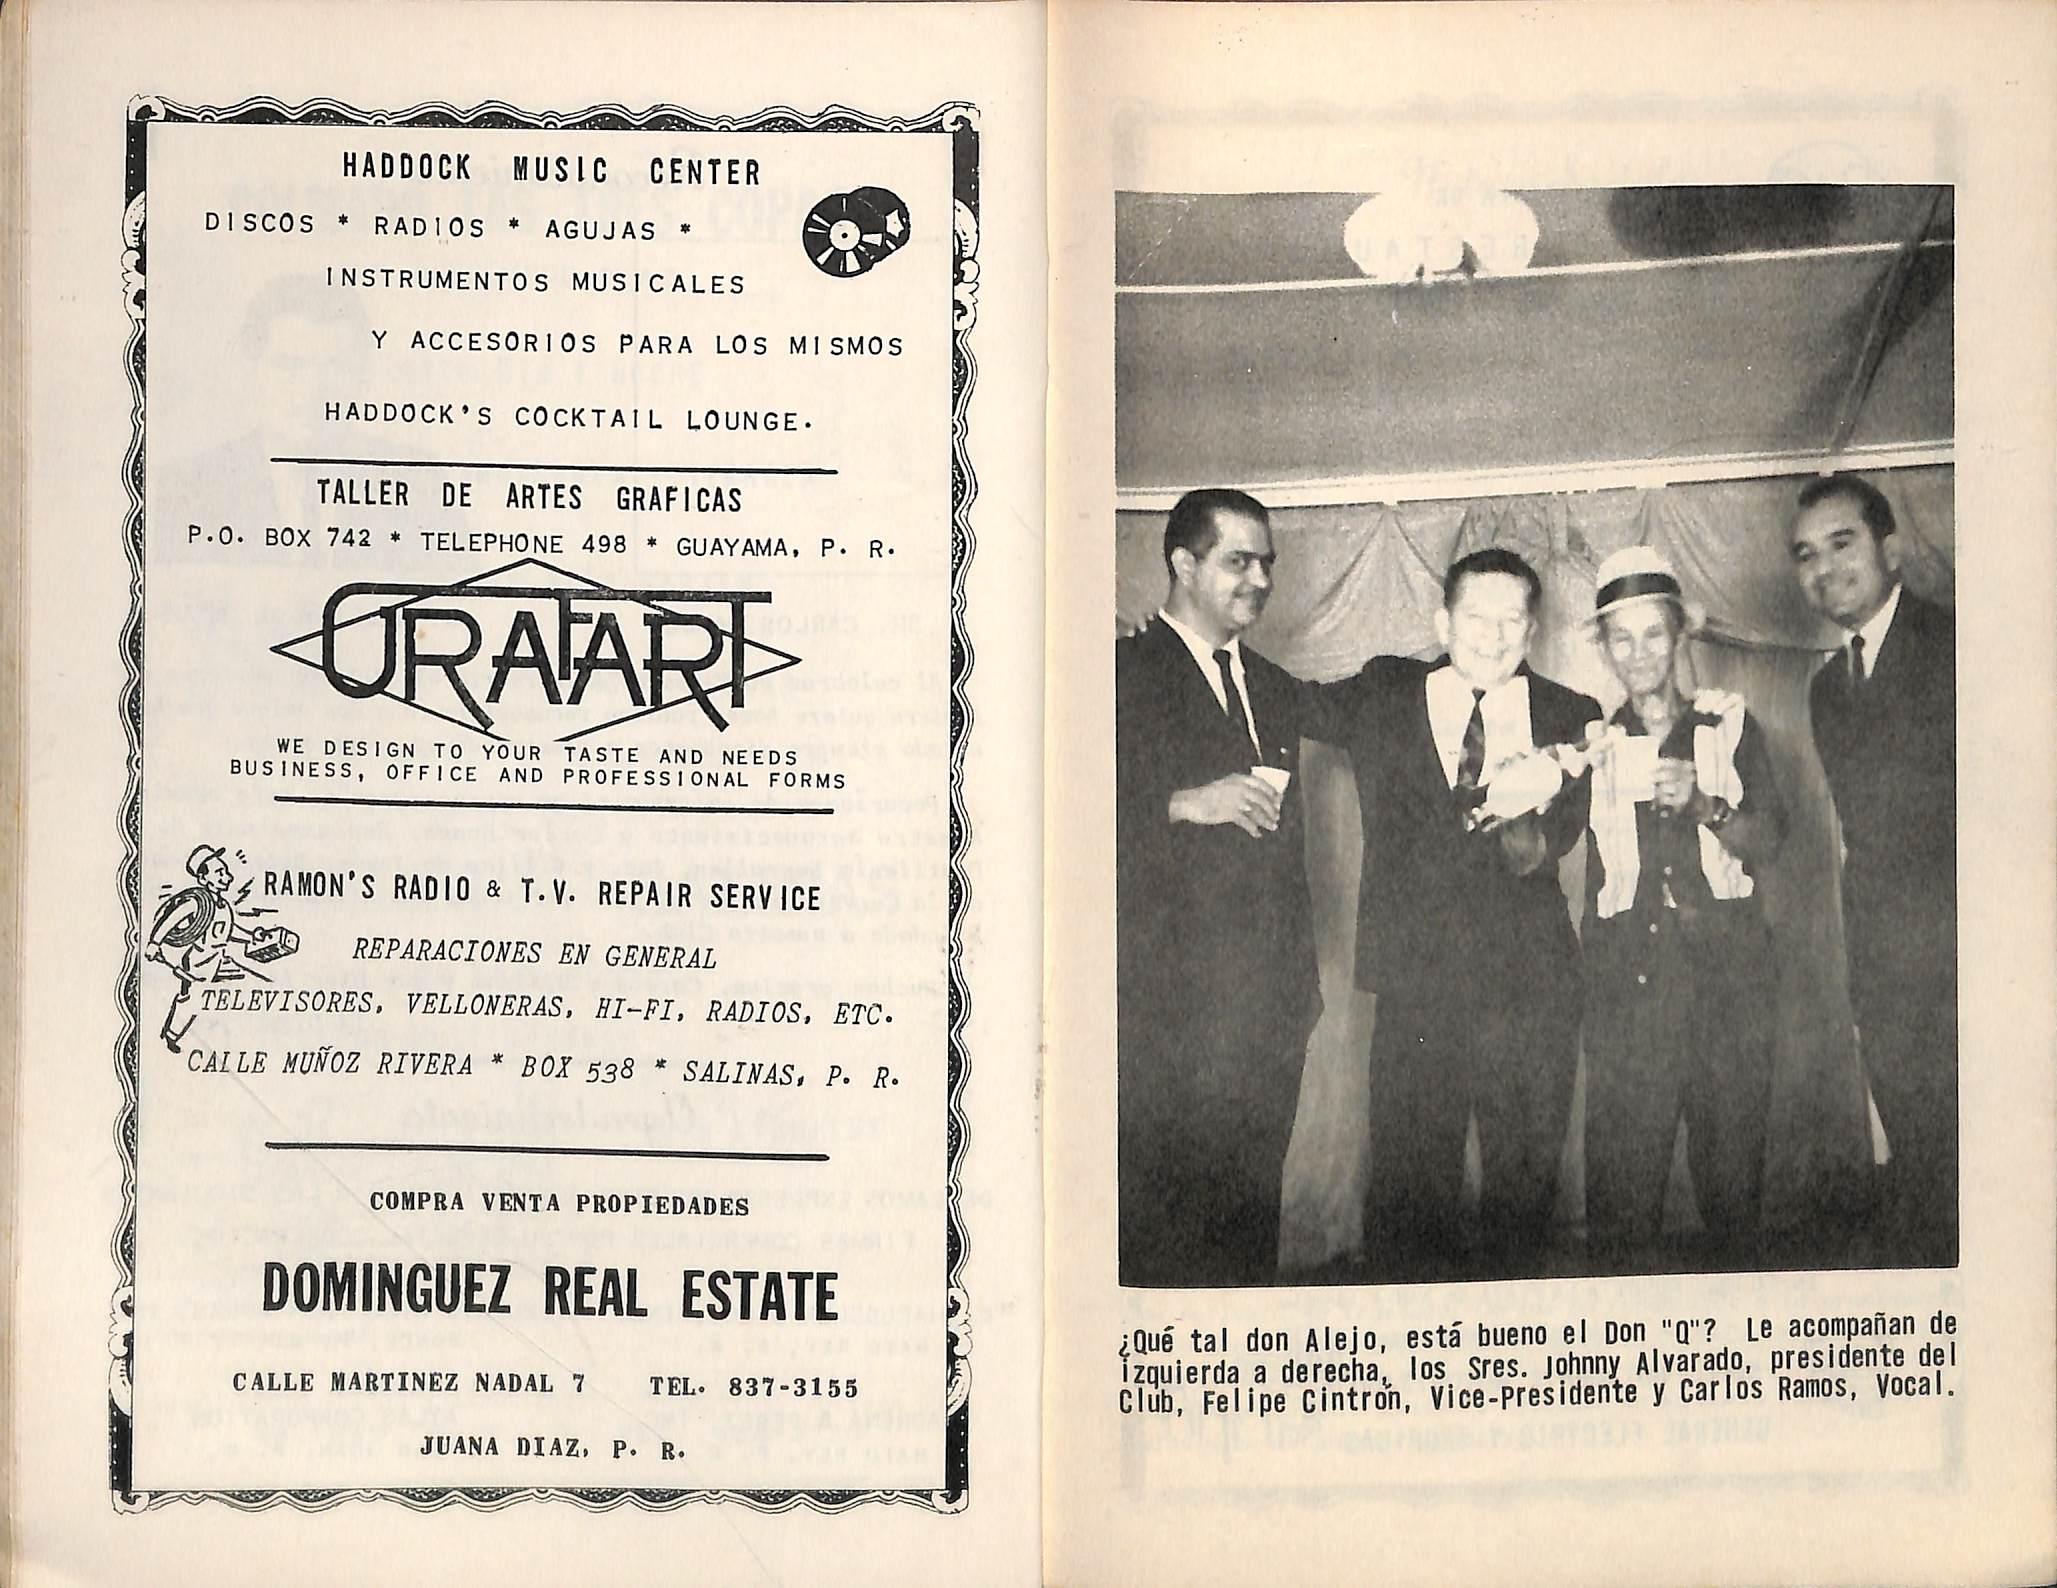 HADDOCK MUSIC CENTER
DISCOS * RADIOS * AGUJAS *
INSTRUMENTOS MUSICALES
Y ACCESORIOS PARA LOS MISMOS
HADDOCK'S COCKTAIL LOUNGE.
TALLER DE ARTES GRAFICAS
P.O. BOX 742 * TELEPHONE 498 * GUAYAMA, P. R.
GRAFART
WE DESIGN TO YOUR TASTE AND NEEDS
BUSINESS, OFFICE AND PROFESSIONAL FORMS
RAMON'S RADIO & T.V. REPAIR SERVICE
REPARACIONES EN GENERAL
TELEVISORES, VELLONERAS, HI-FI, RADIOS, ETC.
CALLE MUÑOZ RIVERA * BOX 538 * SALINAS, P. R.
COMPRA VENTA PROPIEDADES
DOMINGUEZ REAL ESTATE
CALLE MARTINEZ NADAL 7 TEL. 837-3155
JUANA DIAZ, P. R.
¿Qué tal don Alejo, está bueno el Don "Q"? Le acompañan de
izquierda a derecha, los Sres. Johnny Alvarado, presidente del
Club, Felipe Cintrón, Vice-Presidente y Carlos Ramos, Vocal.